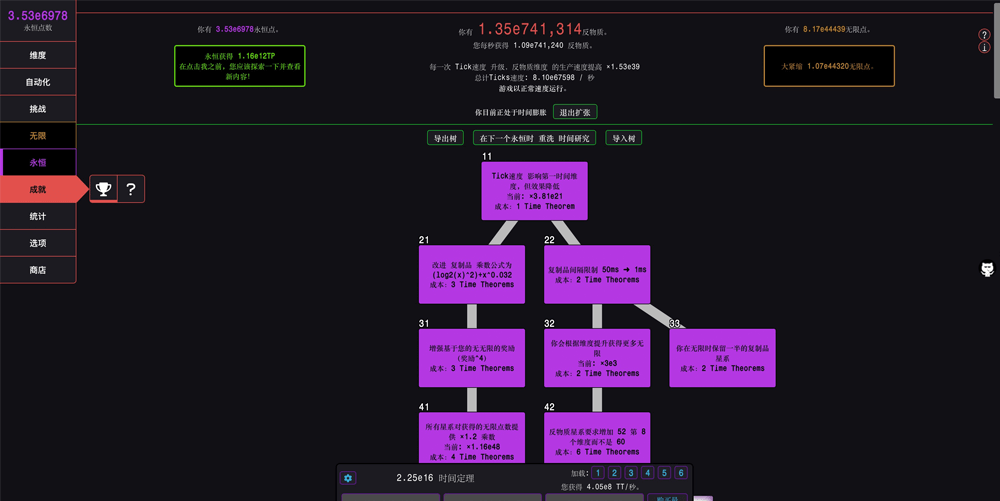 3.53e6978
永恒点数
维度
自动化
挑战
无限
永恒
成就
统计
选项
商店
?
你有 3.53e6978永恒点。
永恒获得 1.16e12TP
在点击我之前，您应该探索一下并查看
新内容!
你有 1.35e741,314反物质。
您每秒获得 1.09e741,240 反物质。
每一次 Tick速度 升级，反物质维度 的生产速度提高 ×1.53e39
总计Ticks速度: 8.10e67598 / 秒
游戏以正常速度运行。
你有 8.17e44439无限点。
大紧缩 1.07e44320无限点。
?
i
你目前正处于时间膨胀
退出扩张
导出树
在下一个永恒时 重洗 时间研究
导入树
11
Tick速度 影响第一时间维
度，但效果降低
当前: ×3.81e21
成本: 1 Time Theorem
21
改进 复制品 乘数公式为
(log2(x)^2)+x^0.032
成本: 3 Time Theorems
22
复制品间隔限制 50ms ➜ 1ms
成本: 2 Time Theorems
31
增强基于您的无无限的奖励
(奖励^4)
成本: 3 Time Theorems
32
你会根据维度提升获得更多无
限
当前: ×3e3
成本: 2 Time Theorems
33
你在无限时保留一半的复制品
星系
成本: 2 Time Theorems
41
所有星系对获得的无限点数提
供 ×1.2 乘数
当前: ×1.16e48
成本: 4 Time Theorems
42
反物质星系要求增加 52 第 8
个维度而不是 60
成本: 6 Time Theorems
2.25e16 时间定理
加载: 1 2 3 4 5 6
您获得 4.05e8 TT/秒。